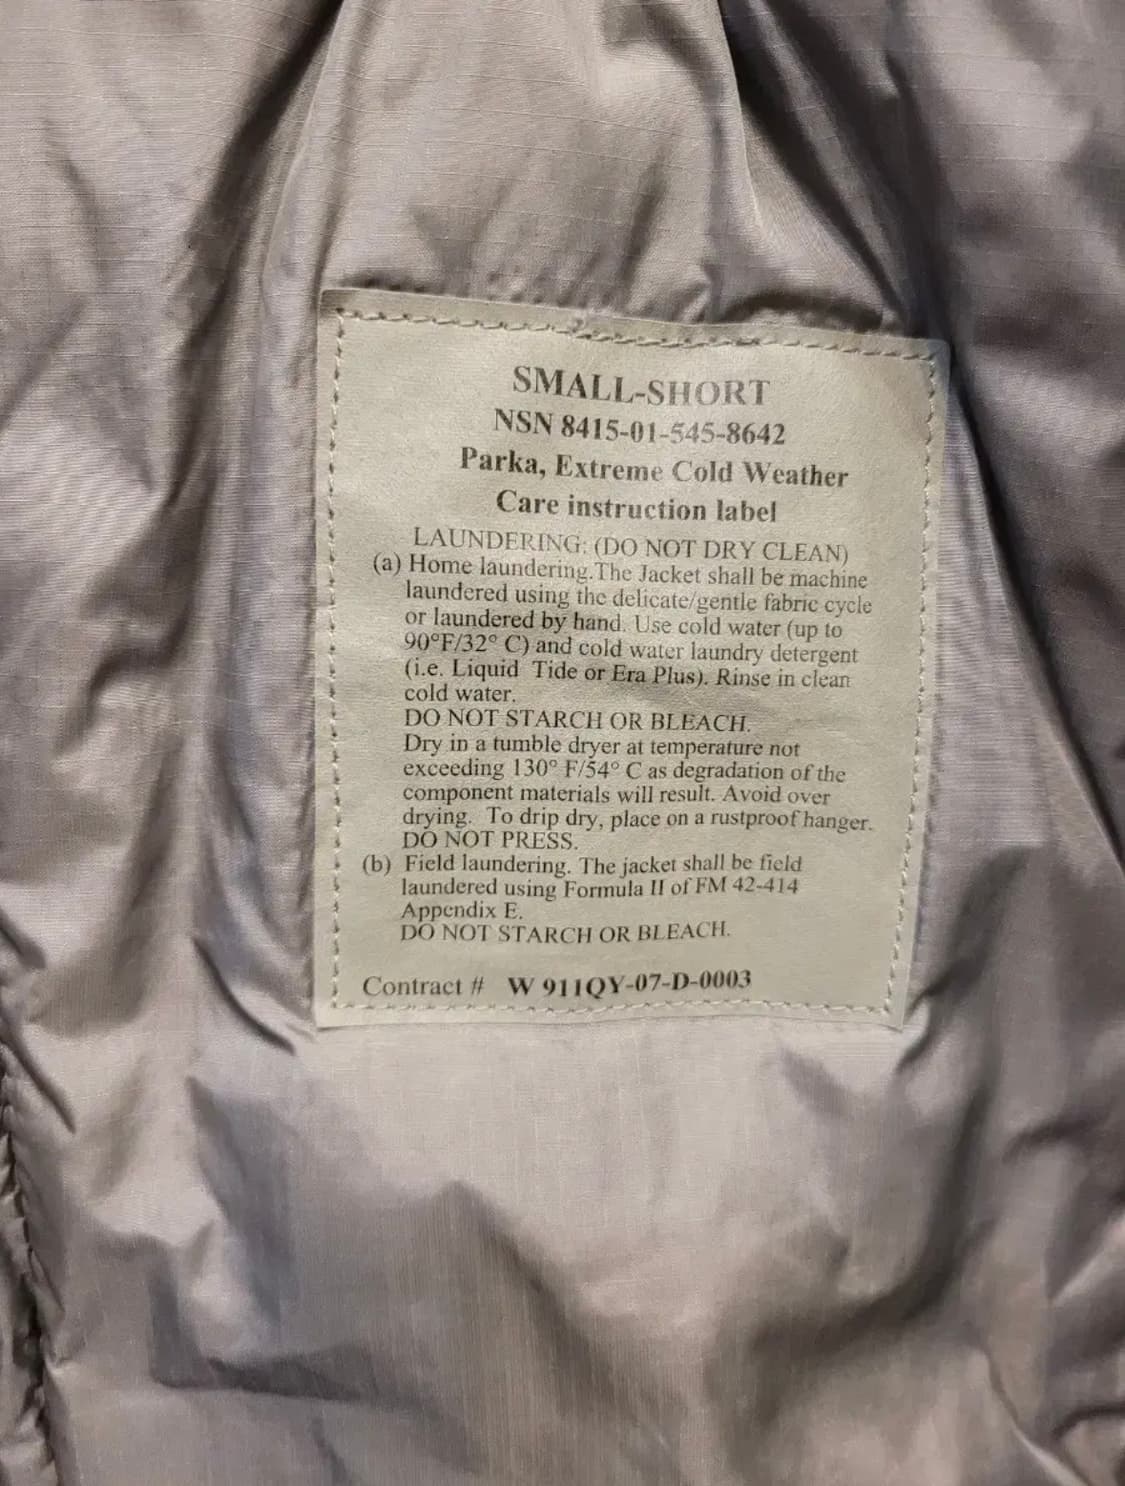 SMALL-SHORT
NSN 8415-01-545-8642
Parka, Extreme Cold Weather
Care instruction label
LAUNDERING: (DO NOT DRY CLEAN)
(a) Home laundering.The Jacket shall be machine
laundered using the delicate/gentle fabric cycle
or laundered by hand. Use cold water (up to
90°F/32° C) and cold water laundry detergent
(i.e. Liquid Tide or Era Plus). Rinse in clean
cold water.
DO NOT STARCH OR BLEACH.
Dry in a tumble dryer at temperature not
exceeding 130° F/54° C as degradation of the
component materials will result. Avoid over
drying. To drip dry, place on a rustproof hanger.
DO NOT PRESS.
(b) Field laundering. The jacket shall be field
laundered using Formula II of FM 42-414
Appendix E.
DO NOT STARCH OR BLEACH.
Contract # W 911QY-07-D-0003